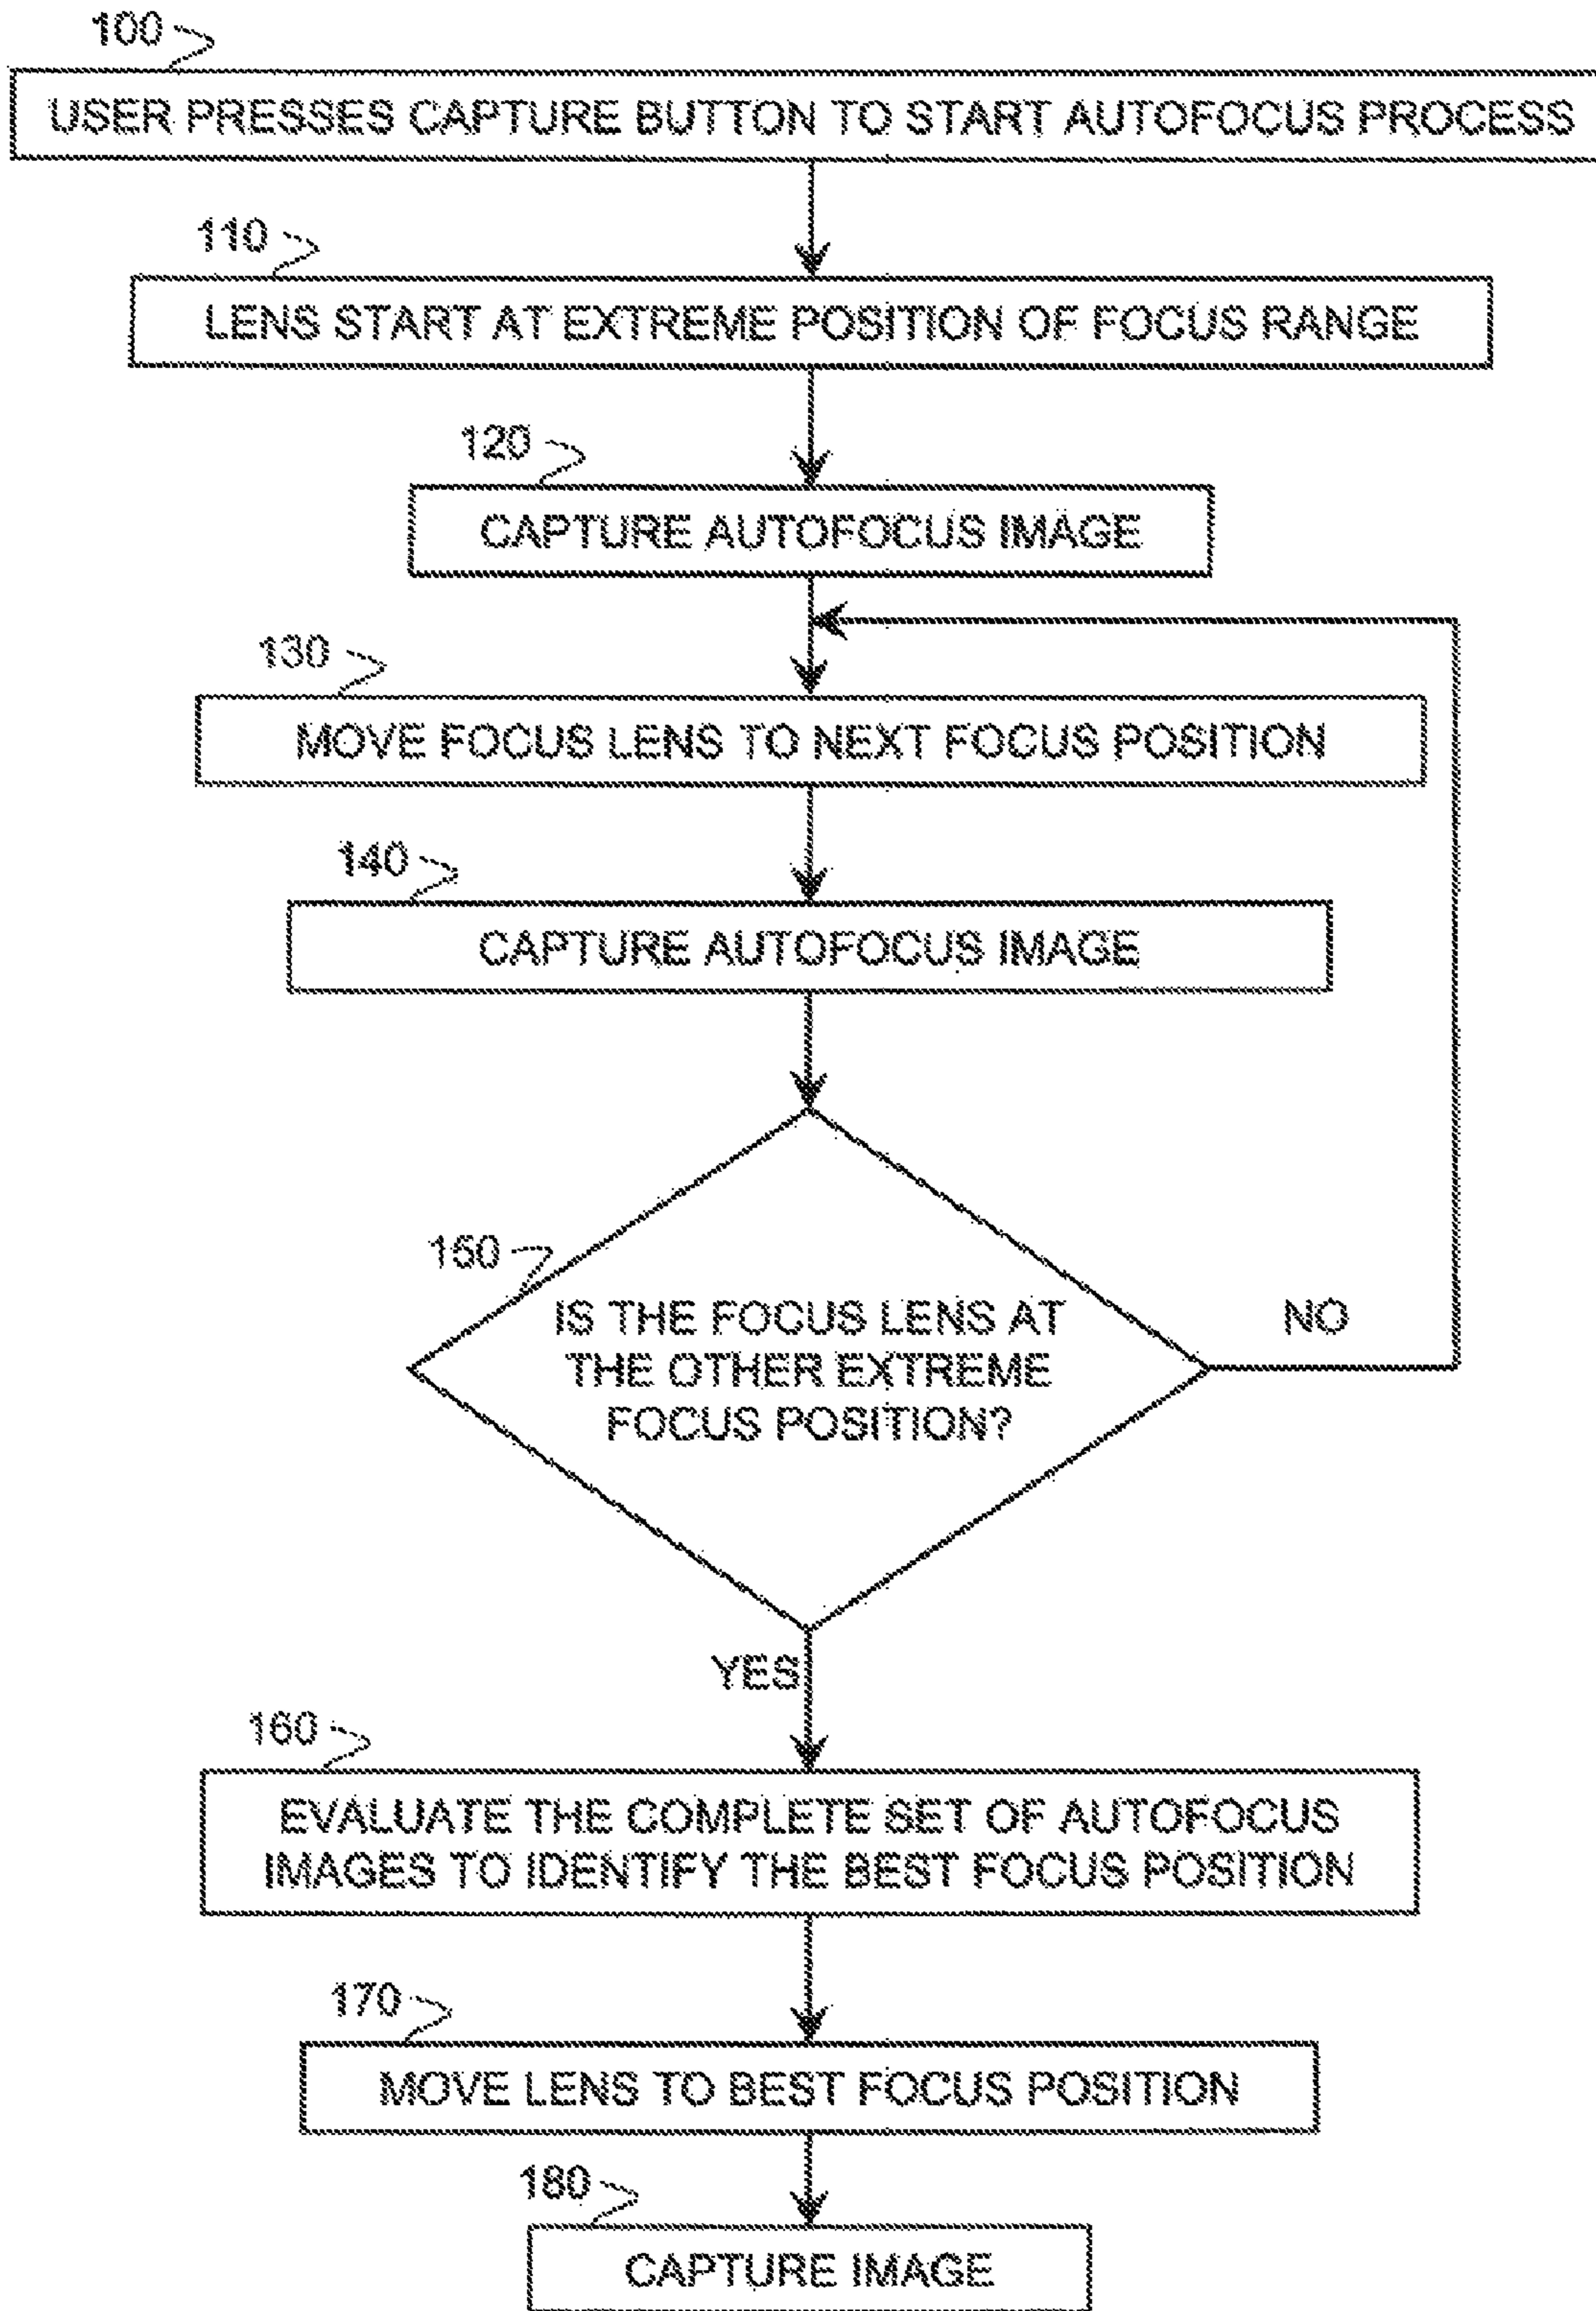 100
USER PRESSES CAPTURE BUTTON TO START AUTOFOCUS PROCESS
110
LENS START AT EXTREME POSITION OF FOCUS RANGE
120
CAPTURE AUTOFOCUS IMAGE
130
MOVE FOCUS LENS TO NEXT FOCUS POSITION
140
CAPTURE AUTOFOCUS IMAGE
150
IS THE FOCUS LENS AT
THE OTHER EXTREME
FOCUS POSITION?
NO
YES
160
EVALUATE THE COMPLETE SET OF AUTOFOCUS
IMAGES TO IDENTIFY THE BEST FOCUS POSITION
170
MOVE LENS TO BEST FOCUS POSITION
180
CAPTURE IMAGE